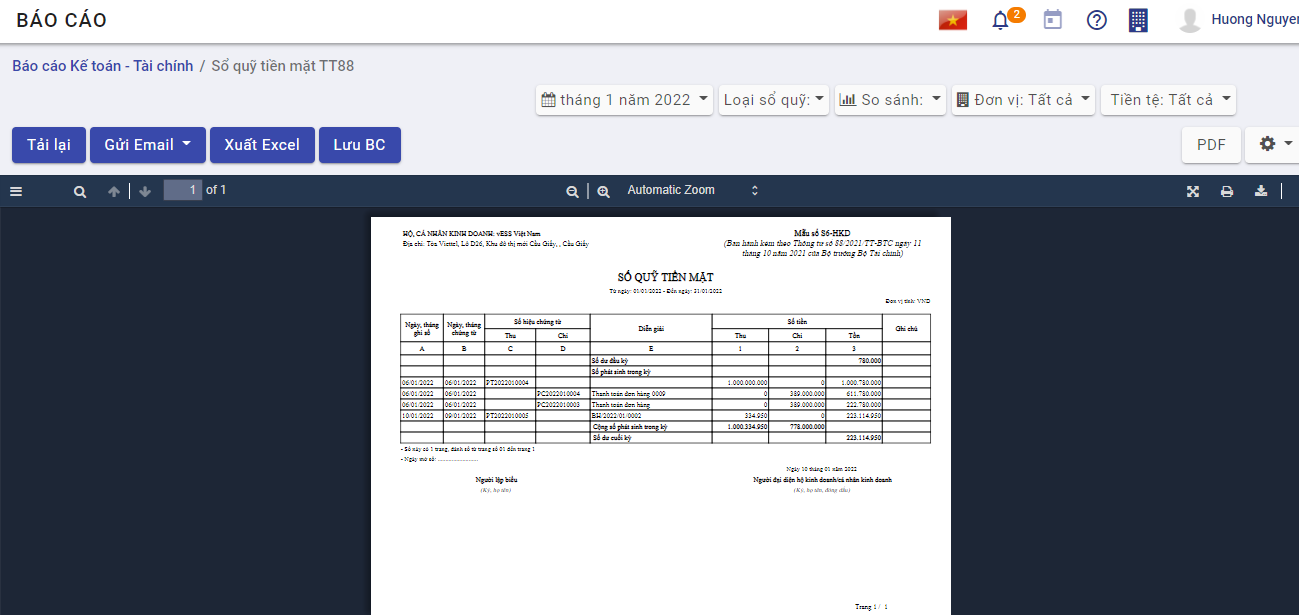 BÁO CÁO
2
Huong Nguyen
Báo cáo Kế toán - Tài chính / Sổ quỹ tiền mặt TT88
tháng 1 năm 2022 Loại sổ quỹ: So sánh: Đơn vị: Tất cả Tiền tệ: Tất cả
Tải lại Gửi Email Xuất Excel Lưu BC PDF
1 of 1 Automatic Zoom
HỘ, CÁ NHÂN KINH DOANH: vESS Việt Nam
Địa chỉ: Tòa Viettel, Lô D26, Khu đô thị mới Cầu Giấy, , Cầu Giấy
Mẫu số S6-HKD
(Ban hành kèm theo Thông tư số 88/2021/TT-BTC ngày 11
tháng 10 năm 2021 của Bộ trưởng Bộ Tài chính)
SỔ QUỸ TIỀN MẶT
Từ ngày: 01/01/2022 - Đến ngày: 31/01/2022
Đơn vị tính: VND
Ngày, tháng ghi sổ Ngày, tháng chứng từ Số hiệu chứng từ Diễn giải Số tiền Ghi chú
Thu Chi Thu Chi Tồn
A B C D E 1 2 3
Số dư đầu kỳ 780.000
Số phát sinh trong kỳ
06/01/2022 06/01/2022 PT2022010004 1.000.000.000 0 1.000.780.000
06/01/2022 06/01/2022 PC2022010004 Thanh toán đơn hàng 0009 0 389.000.000 611.780.000
06/01/2022 06/01/2022 PC2022010003 Thanh toán đơn hàng 0 389.000.000 222.780.000
10/01/2022 09/01/2022 PT2022010005 BH/2022/01/0002 334.950 0 223.114.950
Cộng số phát sinh trong kỳ 1.000.334.950 778.000.000
Số dư cuối kỳ 223.114.950
- Sổ này có 1 trang, đánh số từ trang số 01 đến trang 1
- Ngày mở sổ: ........................
Ngày 10 tháng 01 năm 2022
Người lập biểu Người đại diện hộ kinh doanh/cá nhân kinh doanh
(Ký, họ tên) (Ký, họ tên, đóng dấu)
Trang 1 / 1